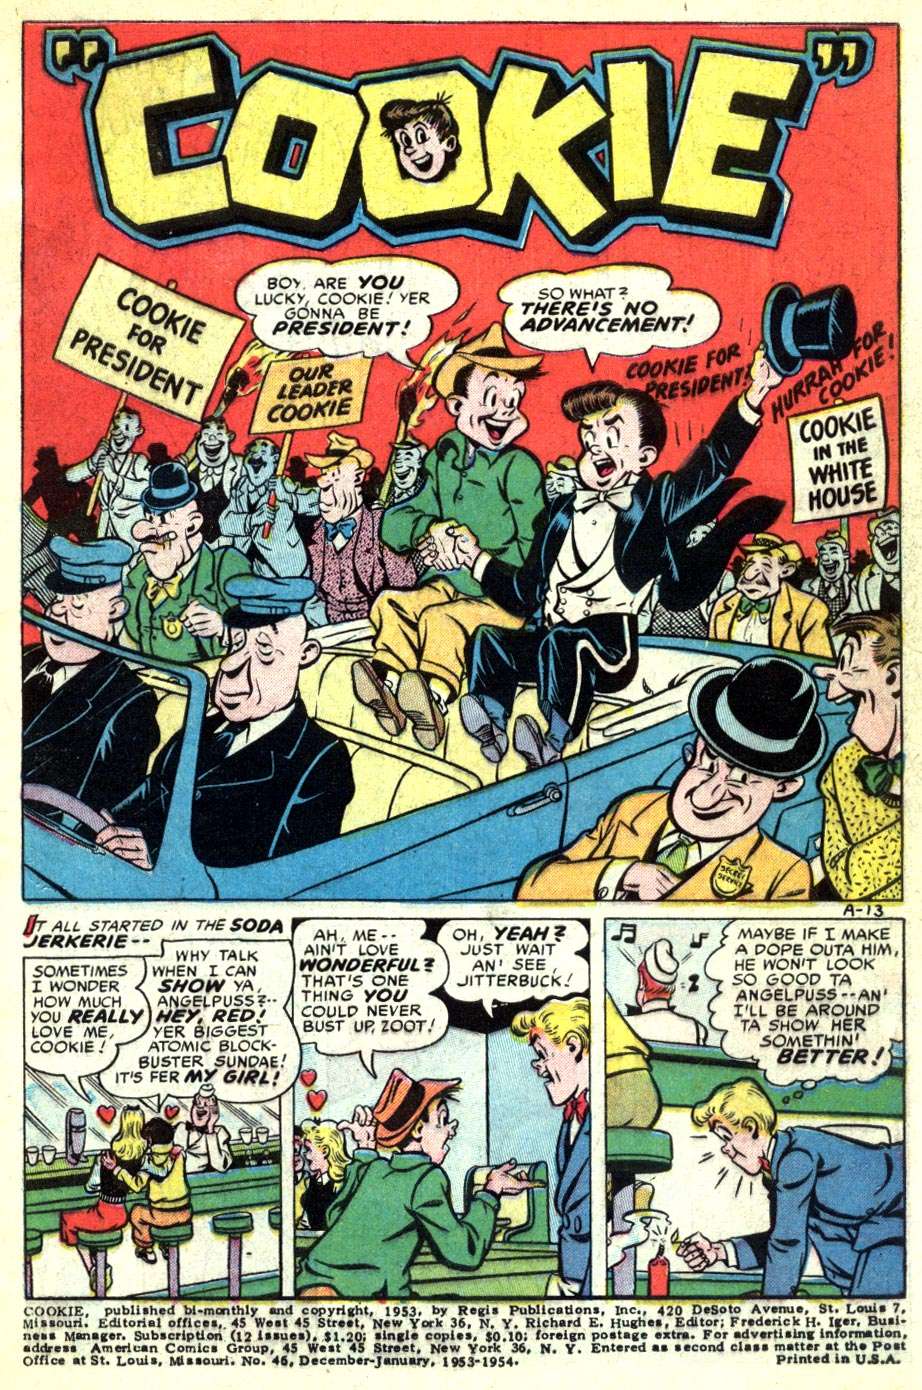 "COOKIE"
COOKIE
FOR
PRESIDENT
BOY, ARE YOU
LUCKY, COOKIE! YER
GONNA BE
PRESIDENT!
SO WHAT?
THERE'S NO
ADVANCEMENT!
OUR
LEADER
COOKIE
COOKIE FOR
PRESIDENT!
HURRAH FOR
COOKIE!
COOKIE
IN THE
WHITE
HOUSE
SECRET
SERVICE
A-13
IT ALL STARTED IN THE SODA
JERKERIE--
SOMETIMES
I WONDER
HOW MUCH
YOU REALLY
LOVE ME,
COOKIE!
WHY TALK
WHEN I CAN
SHOW YA,
ANGELPUSS?--
HEY, RED!
YER BIGGEST
ATOMIC BLOCK-
BUSTER SUNDAE!
IT'S FER MY GIRL!
AH, ME--
AIN'T LOVE
WONDERFUL?
THAT'S ONE
THING YOU
COULD NEVER
BUST UP, ZOOT!
OH, YEAH?
JUST WAIT
AN' SEE,
JITTERBUCK!
MAYBE IF I MAKE
A DOPE OUTA HIM,
HE WON'T LOOK
SO GOOD TA
ANGELPUSS--AN'
I'LL BE AROUND
TA SHOW HER
SOMETHIN'
BETTER!
COOKIE, published bi-monthly and copyright, 1953, by Regis Publications, Inc., 420 DeSoto Avenue, St. Louis 7,
Missouri. Editorial offices, 45 West 45 Street, New York 36, N. Y. Richard E. Hughes, Editor; Frederick H. Iger, Busi-
ness Manager. Subscription (12 issues), $1.20; single copies, $0.10; foreign postage extra. For advertising information,
address American Comics Group, 45 West 45 Street, New York 36, N. Y. Entered as second class matter at the Post
Office at St. Louis, Missouri. No. 46, December-January, 1953-1954. Printed in U.S.A.